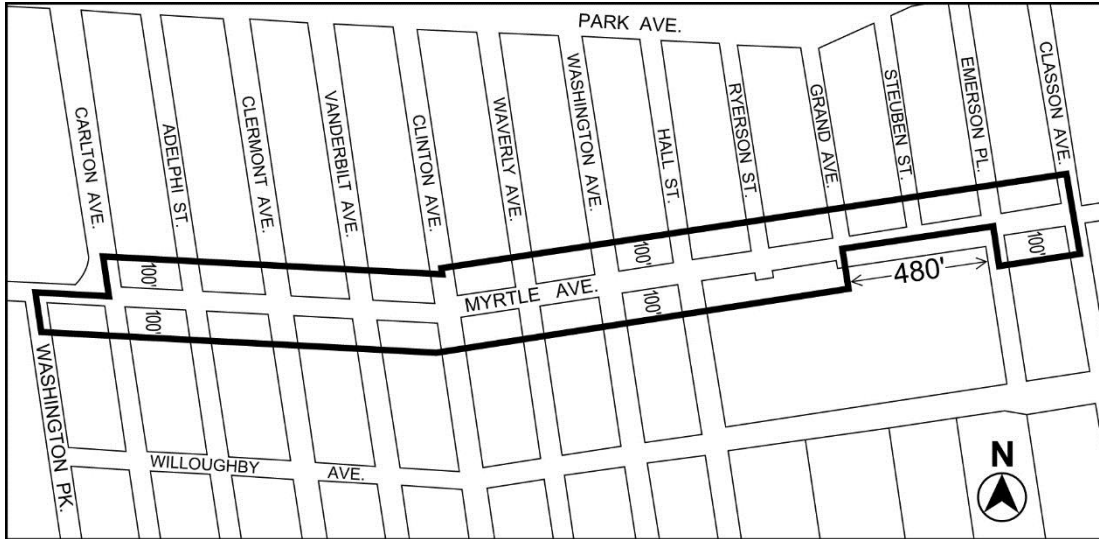 PARK AVE.
CARLTON AVE.
ADELPHI ST.
CLERMONT AVE.
VANDERBILT AVE.
CLINTON AVE.
WAVERLY AVE.
WASHINGTON AVE.
HALL ST.
RYERSON ST.
GRAND AVE.
STEUBEN ST.
EMERSON PL.
CLASSON AVE.
100'
100'
100'
100'
100'
MYRTLE AVE.
480'
WASHINGTON PK.
WILLOUGHBY AVE.
N